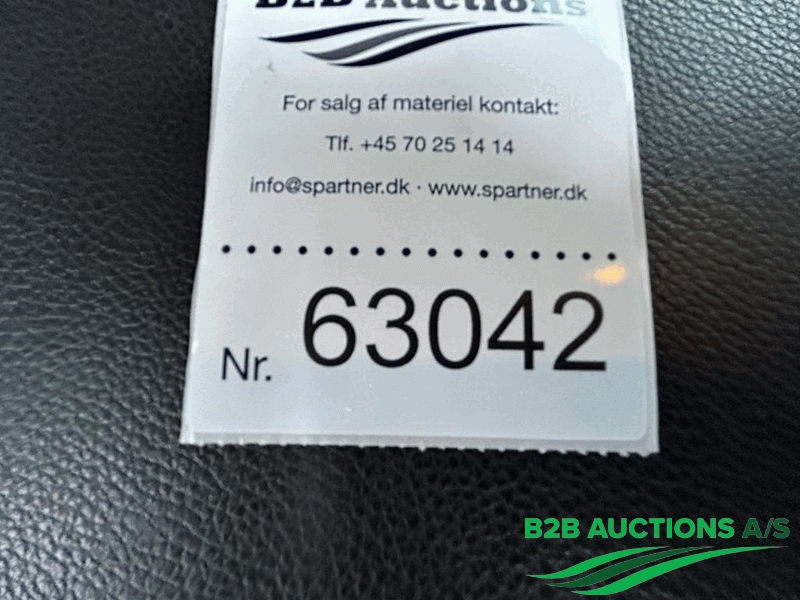 B2B Auctions
For salg af materiel kontakt:
Tlf. +45 70 25 14 14
info@spartner.dk · www.spartner.dk
Nr. 63042
B2B AUCTIONS A/S